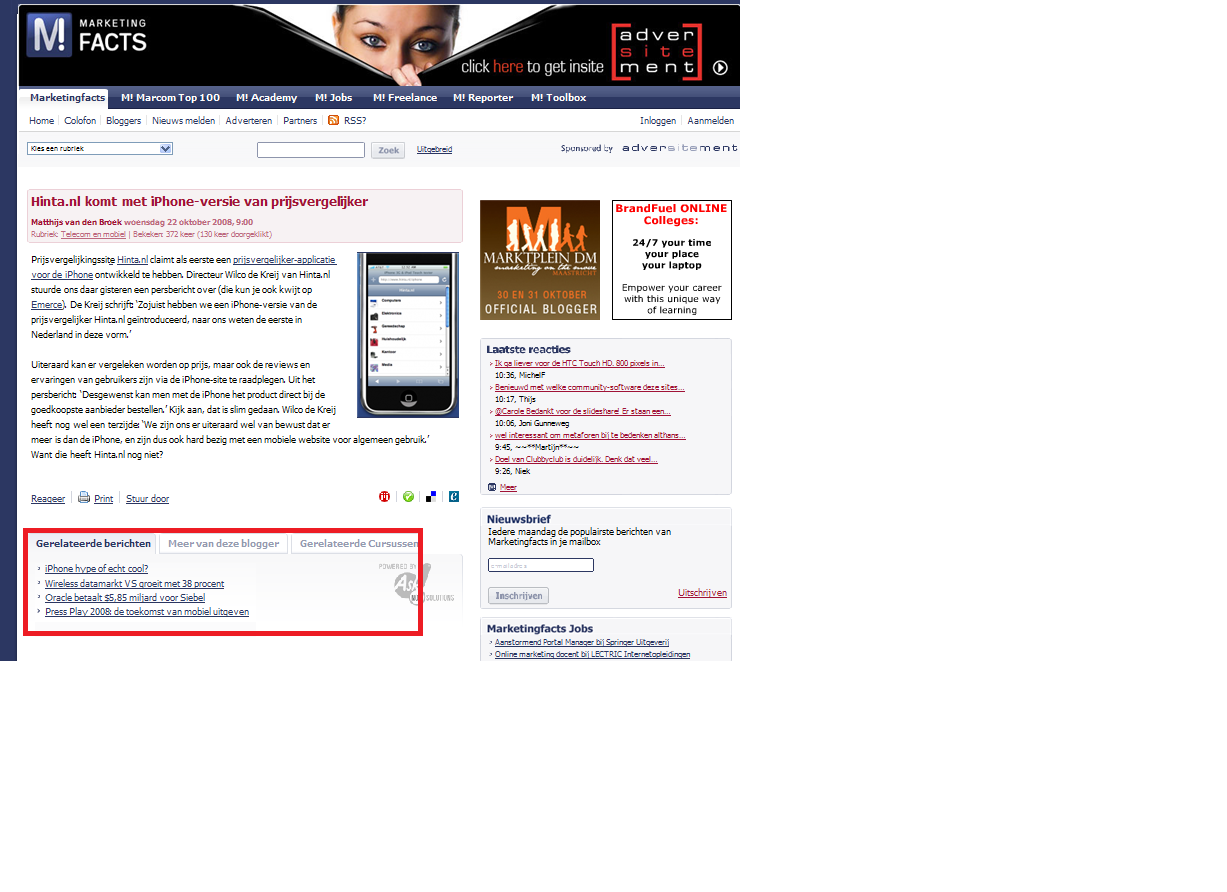 M! MARKETING
FACTS
click here to get insite
adver
site
ment
Marketingfacts M! Marcom Top 100 M! Academy M! Jobs M! Freelance M! Reporter M! Toolbox
Home Colofon Bloggers Nieuws melden Adverteren Partners RSS? Inloggen Aanmelden
Kies een rubriek Zoek Uitgebreid Sponsored by adversitement
Hinta.nl komt met iPhone-versie van prijsvergelijker
Matthijs van den Broek woensdag 22 oktober 2008, 9:00
Rubriek: Telecom en mobiel | Bekeken: 372 keer (130 keer doorgeklikt)
Prijsvergelijkingssite Hinta.nl claimt als eerste een prijsvergelijker-applicatie
voor de iPhone ontwikkeld te hebben. Directeur Wilco de Kreij van Hinta.nl
stuurde ons daar gisteren een persbericht over (die kun je ook kwijt op
Emerce). De Kreij schrijft: 'Zojuist hebben we een iPhone-versie van de
prijsvergelijker Hinta.nl geïntroduceerd, naar ons weten de eerste in
Nederland in deze vorm.'
Uiteraard kan er vergeleken worden op prijs, maar ook de reviews en
ervaringen van gebruikers zijn via de iPhone-site te raadplegen. Uit het
persbericht: 'Desgewenst kan men met de iPhone het product direct bij de
goedkoopste aanbieder bestellen.' Kijk aan, dat is slim gedaan. Wilco de Kreij
heeft nog wel een terzijde: 'We zijn ons er uiteraard wel van bewust dat er
meer is dan de iPhone, en zijn dus ook hard bezig met een mobiele website voor algemeen gebruik.'
Want die heeft Hinta.nl nog niet?
Computers
Elektronica
Gereedschap
Huishoudelijk
Kantoor
Media
Reageer Print Stuur door
Gerelateerde berichten Meer van deze blogger Gerelateerde Cursussen
iPhone hype of echt cool?
Wireless datamarkt VS groeit met 38 procent
Oracle betaalt $5,85 miljard voor Siebel
Press Play 2008: de toekomst van mobiel uitgeven
POWERED BY
Ask!
SOLUTIONS
MARKTPLEIN DM
marketing on the move
MAASTRICHT
30 EN 31 OKTOBER
OFFICIAL BLOGGER
BrandFuel ONLINE
Colleges:
24/7 your time
your place
your laptop
Empower your career
with this unique way
of learning
Laatste reacties
Ik ga liever voor de HTC Touch HD. 800 pixels in...
10:36, MichelF
Benieuwd met welke community-software deze sites...
10:17, Thijs
@Carole Bedankt voor de slideshare! Er staan een...
10:06, Joni Gunneweg
wel interessant om metaforen bij te bedenken althans...
9:45, ~~**Martijn**~~
Doel van Clubbyclub is duidelijk. Denk dat veel...
9:26, Niek
Meer
Nieuwsbrief
Iedere maandag de populairste berichten van
Marketingfacts in je mailbox
e-mailadres
Inschrijven Uitschrijven
Marketingfacts Jobs
Aanstormend Portal Manager bij Springer Uitgeverij
Online marketing docent bij LECTRIC Internetopleidingen